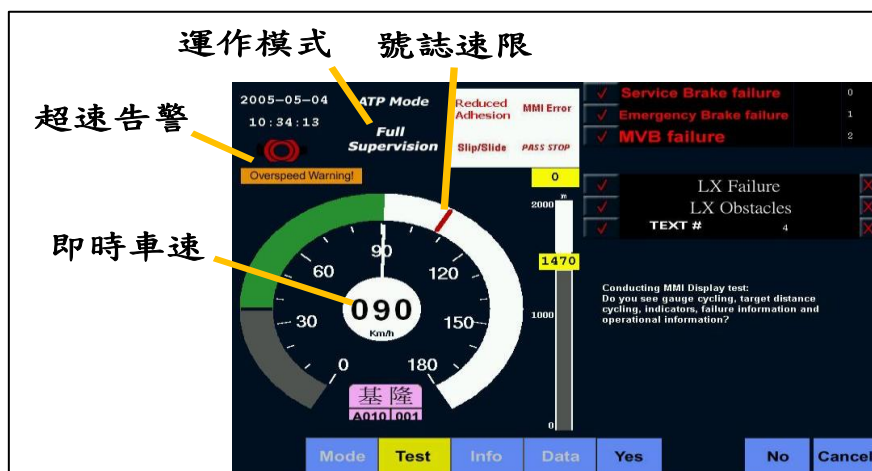 運作模式
號誌速限
超速告警
即時車速
2005-05-04
10:34:13
ATP Mode
Full
Supervision
Overspeed Warning!
Reduced
Adhesion
MMI Error
Slip/Slide
PASS STOP
Service Brake failure 0
Emergency Brake failure 1
MVB failure 2
LX Failure
LX Obstacles
TEXT # 4
0
m
2000
1470
1000
0
0
30
60
90
120
150
180
090
Km/h
基隆
A010 001
Conducting MMI Display test:
Do you see gauge cycling, target distance
cycling, indicators, failure information and
operational information?
Mode Test Info Data Yes No Cancel